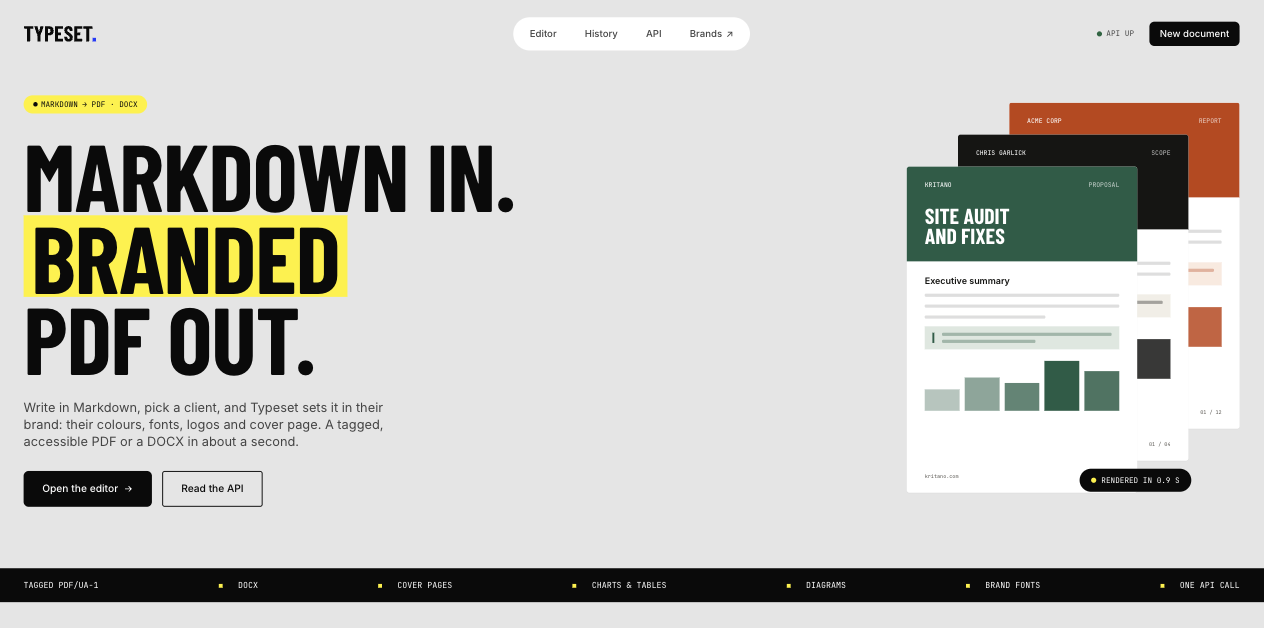 TYPESET.
Editor
History
API
Brands ↗
API UP
New document
MARKDOWN → PDF · DOCX
MARKDOWN IN.
BRANDED
PDF OUT.
Write in Markdown, pick a client, and Typeset sets it in their
brand: their colours, fonts, logos and cover page. A tagged,
accessible PDF or a DOCX in about a second.
Open the editor →
Read the API
ACME CORP
REPORT
CHRIS GARLICK
SCOPE
KRITANO
PROPOSAL
SITE AUDIT
AND FIXES
Executive summary
01 / 12
01 / 04
kritano.com
RENDERED IN 0.9 S
TAGGED PDF/UA-1
DOCX
COVER PAGES
CHARTS & TABLES
DIAGRAMS
BRAND FONTS
ONE API CALL